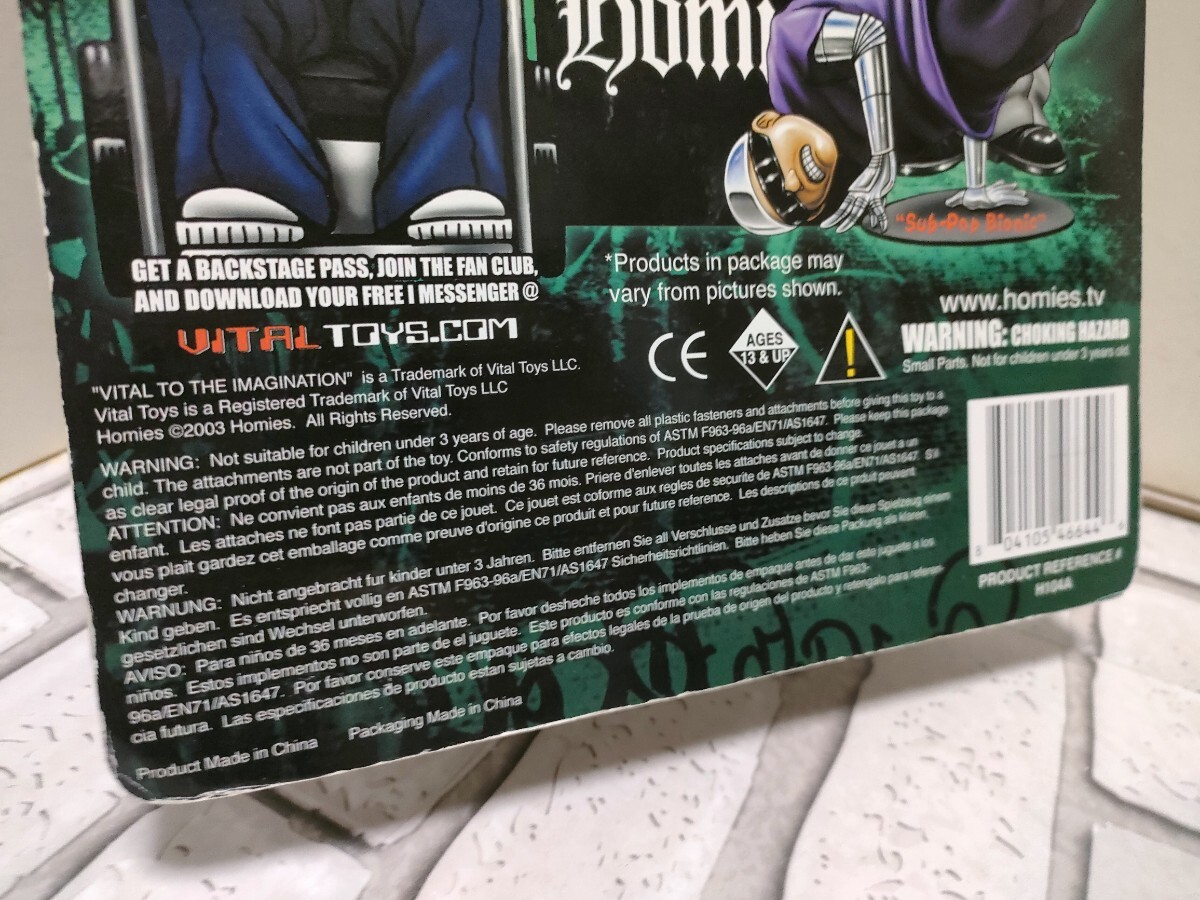 Homi
"Sub-Pop Bionic"
GET A BACKSTAGE PASS, JOIN THE FAN CLUB,
AND DOWNLOAD YOUR FREE I MESSENGER @
VITALTOYS.COM
*Products in package may
vary from pictures shown.
www.homies.tv
CE
AGES
13 & UP
!
WARNING: CHOKING HAZARD
Small Parts. Not for children under 3 years old.
"VITAL TO THE IMAGINATION" is a Trademark of Vital Toys LLC.
Vital Toys is a Registered Trademark of Vital Toys LLC
Homies ©2003 Homies. All Rights Reserved.
WARNING: Not suitable for children under 3 years of age. Please remove all plastic fasteners and attachments before giving this toy to a
child. The attachments are not part of the toy. Conforms to safety regulations of ASTM F963-96a/EN71/AS1647. Please keep this package
as clear legal proof of the origin of the product and retain for future reference. Product specifications subject to change.
ATTENTION: Ne convient pas aux enfants de moins de 36 mois. Priere d'enlever toutes les attaches avant de donner ce jouet a un
enfant. Les attaches ne font pas partie de ce jouet. Ce jouet est coforme aux regles de securite de ASTM F963-96a/EN71/AS1647. S'il
vous plait gardez cet emballage comme preuve d'origine ce produit et pour future reference. Les descriptions de ce prduit peuvent
changer.
WARNUNG: Nicht angebracht fur kinder unter 3 Jahren. Bitte entfernen Sie all Verschlusse und Zusatze bevor Sie diese Spielzeug einem
Kind geben. Es entspriecht vollig en ASTM F963-96a/EN71/AS1647 Sicherheitsrichtlinien. Bitte heben Sie diese Packung als klaren,
gesetzlichen sind Wechsel unterworfen.
AVISO: Para niños de 36 meses en adelante. Por favor desheche todos los implementos de empaque antes de dar este juguete a los
niños. Estos implementos no son parte de el juguete. Este producto es conforme con las regulaciones de ASTM F963-
96a/EN71/AS1647. Por favor conserve este empaque para efectos legales de la prueba de origen del producto y retengalo para referen
cia futura. Las especificaciones de producto estan sujetas a cambio.
Product Made in China Packaging Made in China
8 04105 46644 6
PRODUCT REFERENCE #
H104A